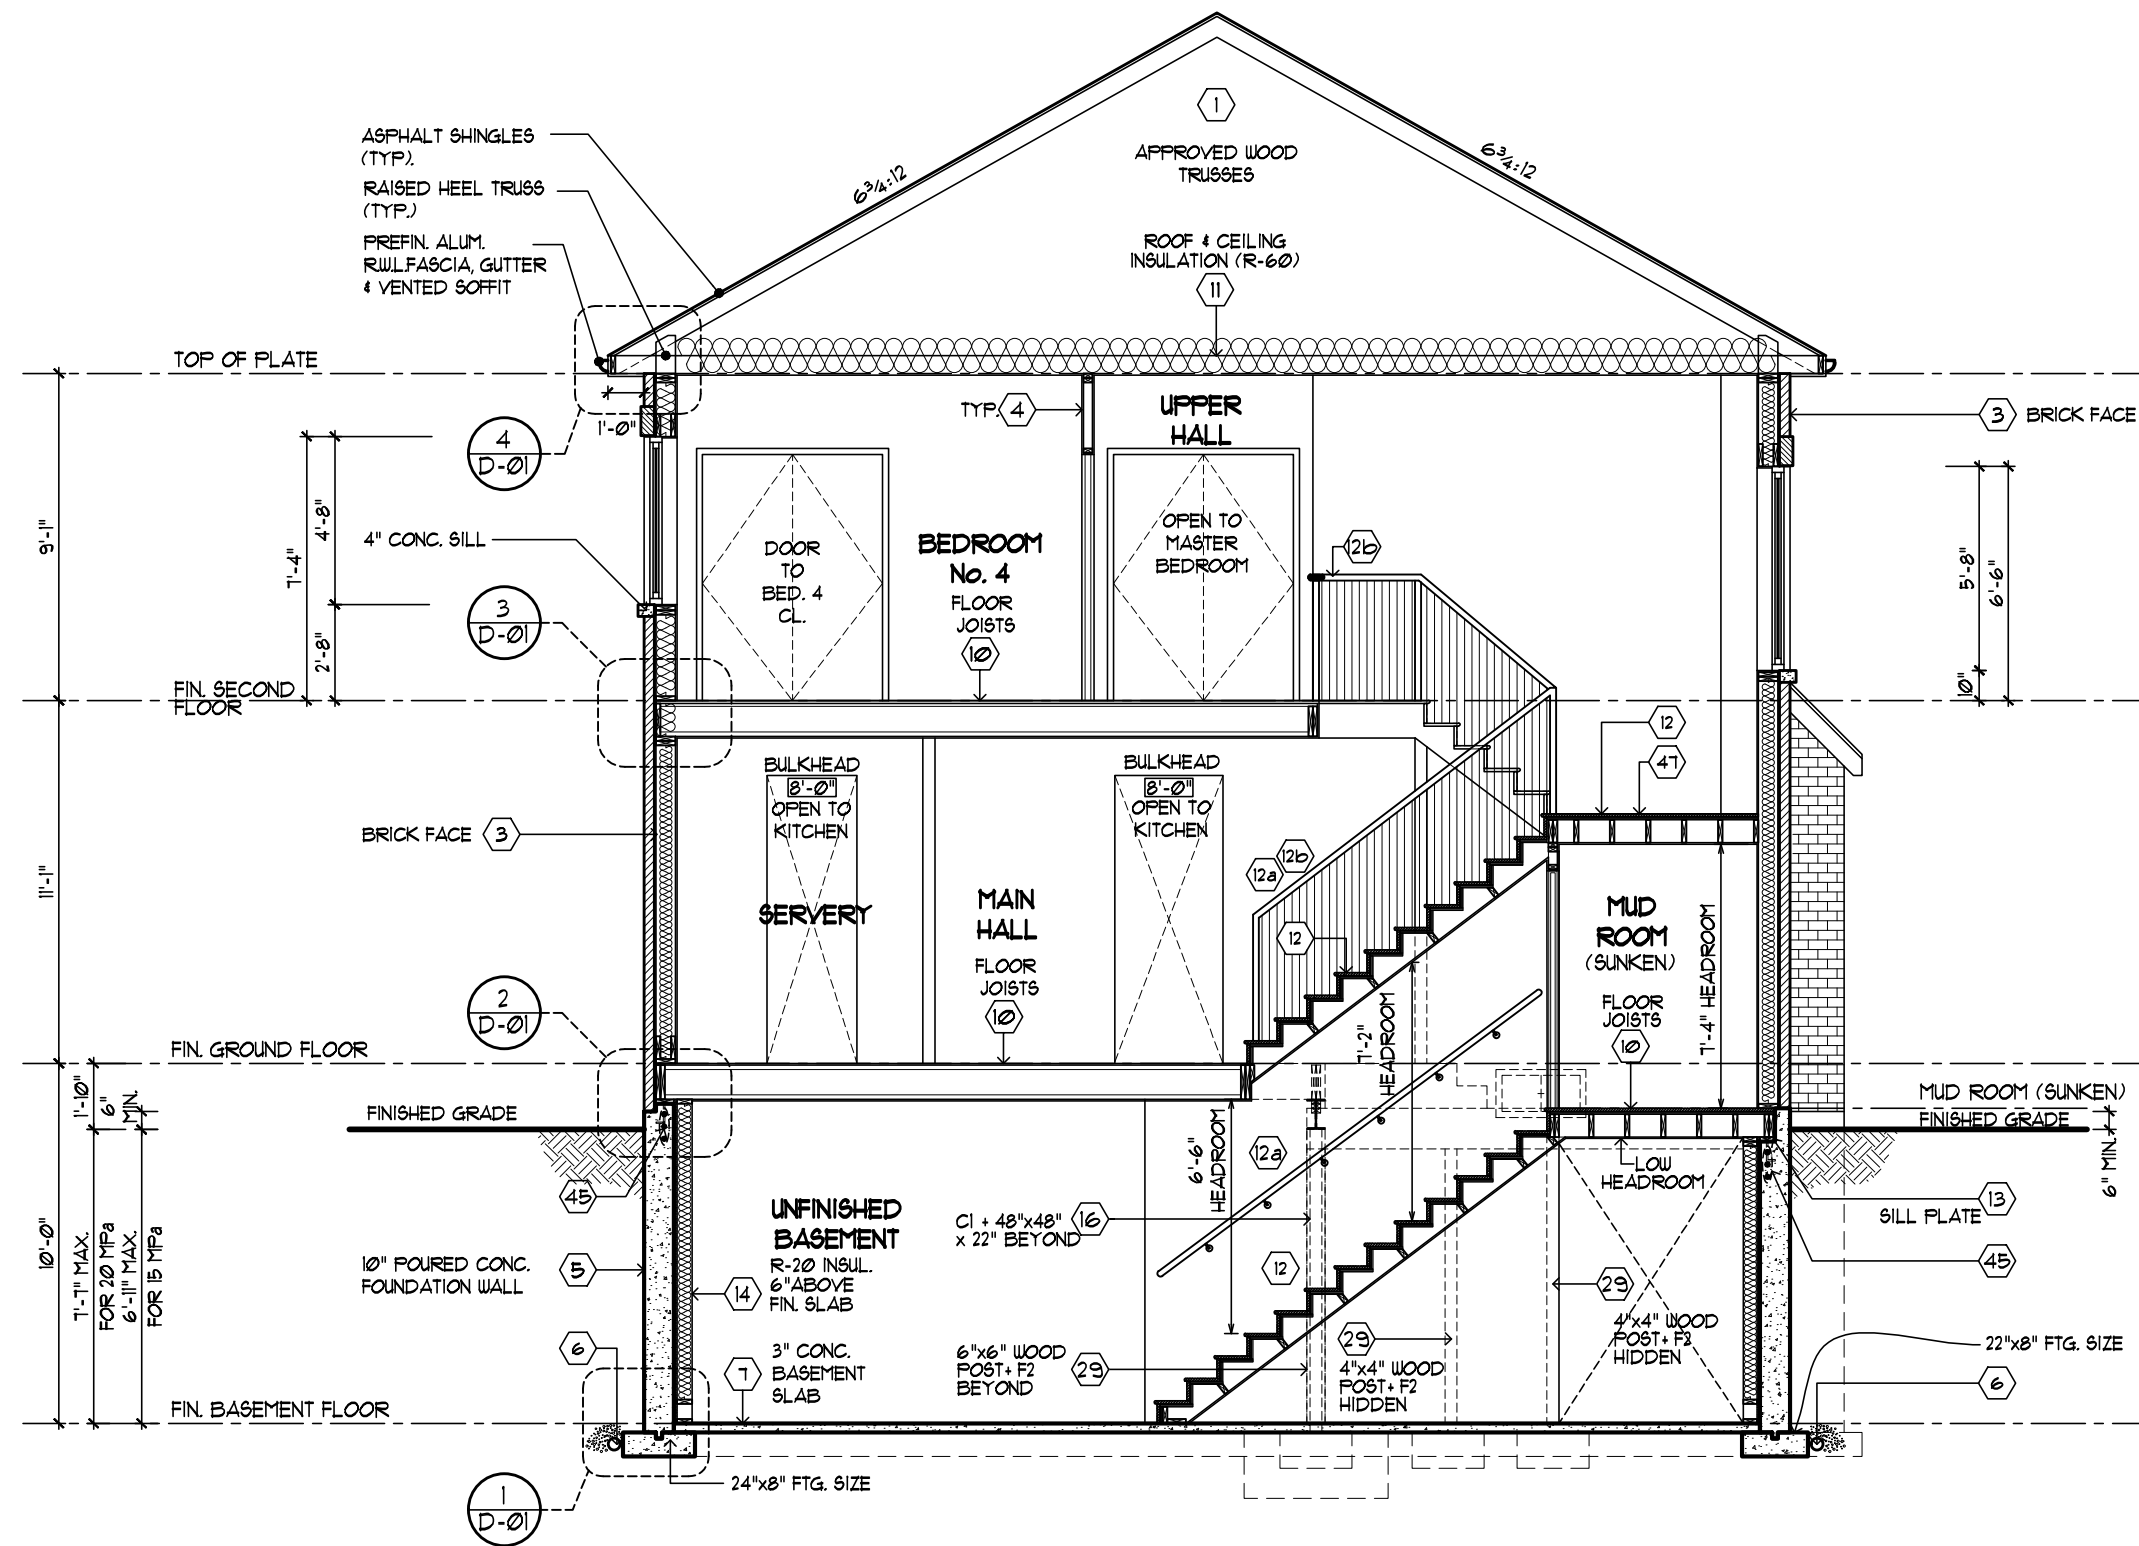 1
APPROVED WOOD
TRUSSES
ROOF & CEILING
INSULATION (R-60)
11
6¾:12
6¾:12
ASPHALT SHINGLES
(TYP).
RAISED HEEL TRUSS
(TYP.)
PREFIN. ALUM.
R.W.L.FASCIA, GUTTER
& VENTED SOFFIT
TOP OF PLATE
4
D-01
1'-0"
TYP. 4
UPPER
HALL
3 BRICK FACE
9'-1"
7'-4"
4'-8"
2'-8"
4" CONC. SILL
3
D-01
DOOR
TO
BED. 4
CL.
BEDROOM
No. 4
FLOOR
JOISTS
10
OPEN TO
MASTER
BEDROOM
12b
5'-8"
6'-6"
10"
FIN. SECOND
FLOOR
12
47
11'-1"
BRICK FACE 3
BULKHEAD
8'-0"
OPEN TO
KITCHEN
SERVERY
BULKHEAD
8'-0"
OPEN TO
KITCHEN
MAIN
HALL
FLOOR
JOISTS
10
12b
12a
12
MUD
ROOM
(SUNKEN)
FLOOR
JOISTS
10
7'-4" HEADROOM
7'-2"
HEADROOM
2
D-01
FIN. GROUND FLOOR
1'-10"
6"
MIN.
FINISHED GRADE
MUD ROOM (SUNKEN)
FINISHED GRADE
6" MIN.
45
6'-6"
HEADROOM
12a
LOW
HEADROOM
13
SILL PLATE
45
10'-0"
7'-7" MAX.
FOR 20 MPa
6'-11" MAX.
FOR 15 MPa
10" POURED CONC.
FOUNDATION WALL
5
UNFINISHED
BASEMENT
R-20 INSUL.
6"ABOVE
FIN. SLAB
14
C1 + 48"x48"
x 22" BEYOND
16
12
29
4"x4" WOOD
POST+ F2
HIDDEN
6
7
3" CONC.
BASEMENT
SLAB
6"x6" WOOD
POST+ F2
BEYOND
29
29
4"x4" WOOD
POST+ F2
HIDDEN
22"x8" FTG. SIZE
6
FIN. BASEMENT FLOOR
24"x8" FTG. SIZE
1
D-01